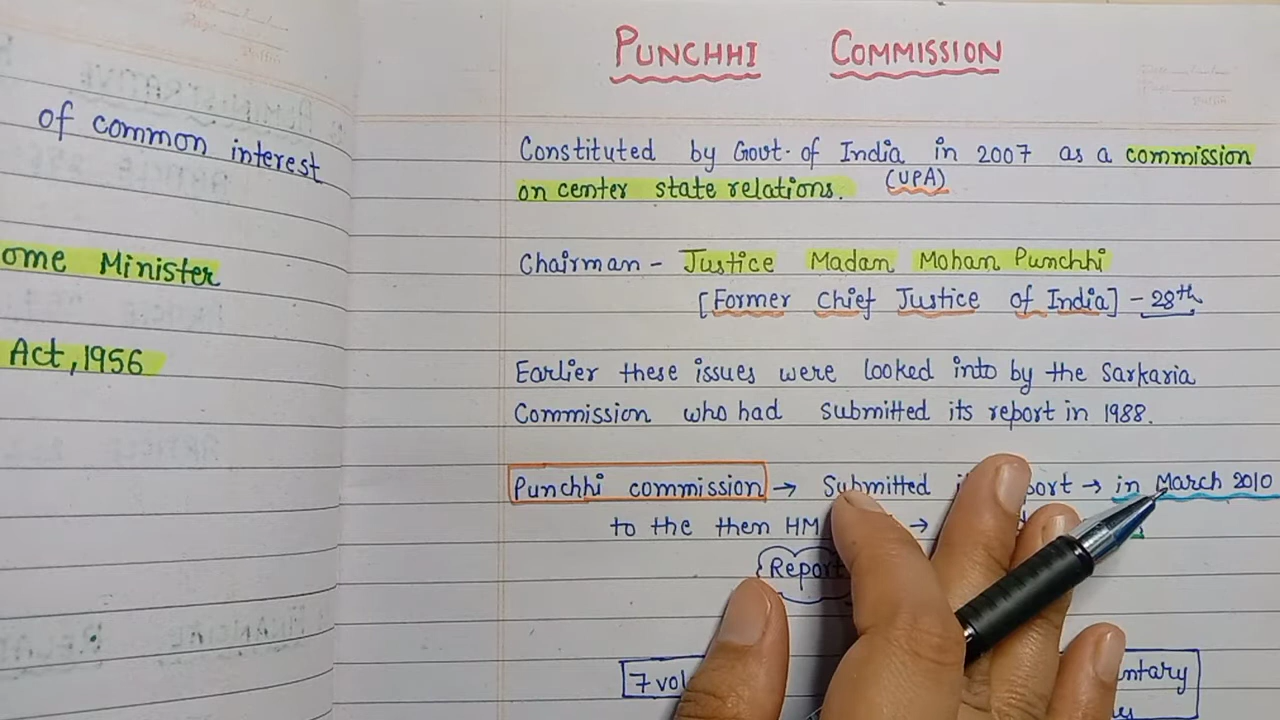 of common interest
ome Minister
Act, 1956
PUNCHHI COMMISSION
Constituted by Govt. of India in 2007 as a commission
on center state relations. (UPA)
Chairman - Justice Madan Mohan Punchhi
[Former Chief Justice of India] - 28th
Earlier these issues were looked into by the Sarkaria
Commission who had submitted its report in 1988.
Punchhi commission → Submitted port → in March 2010
to the then HM →
Report
7 vol ntary